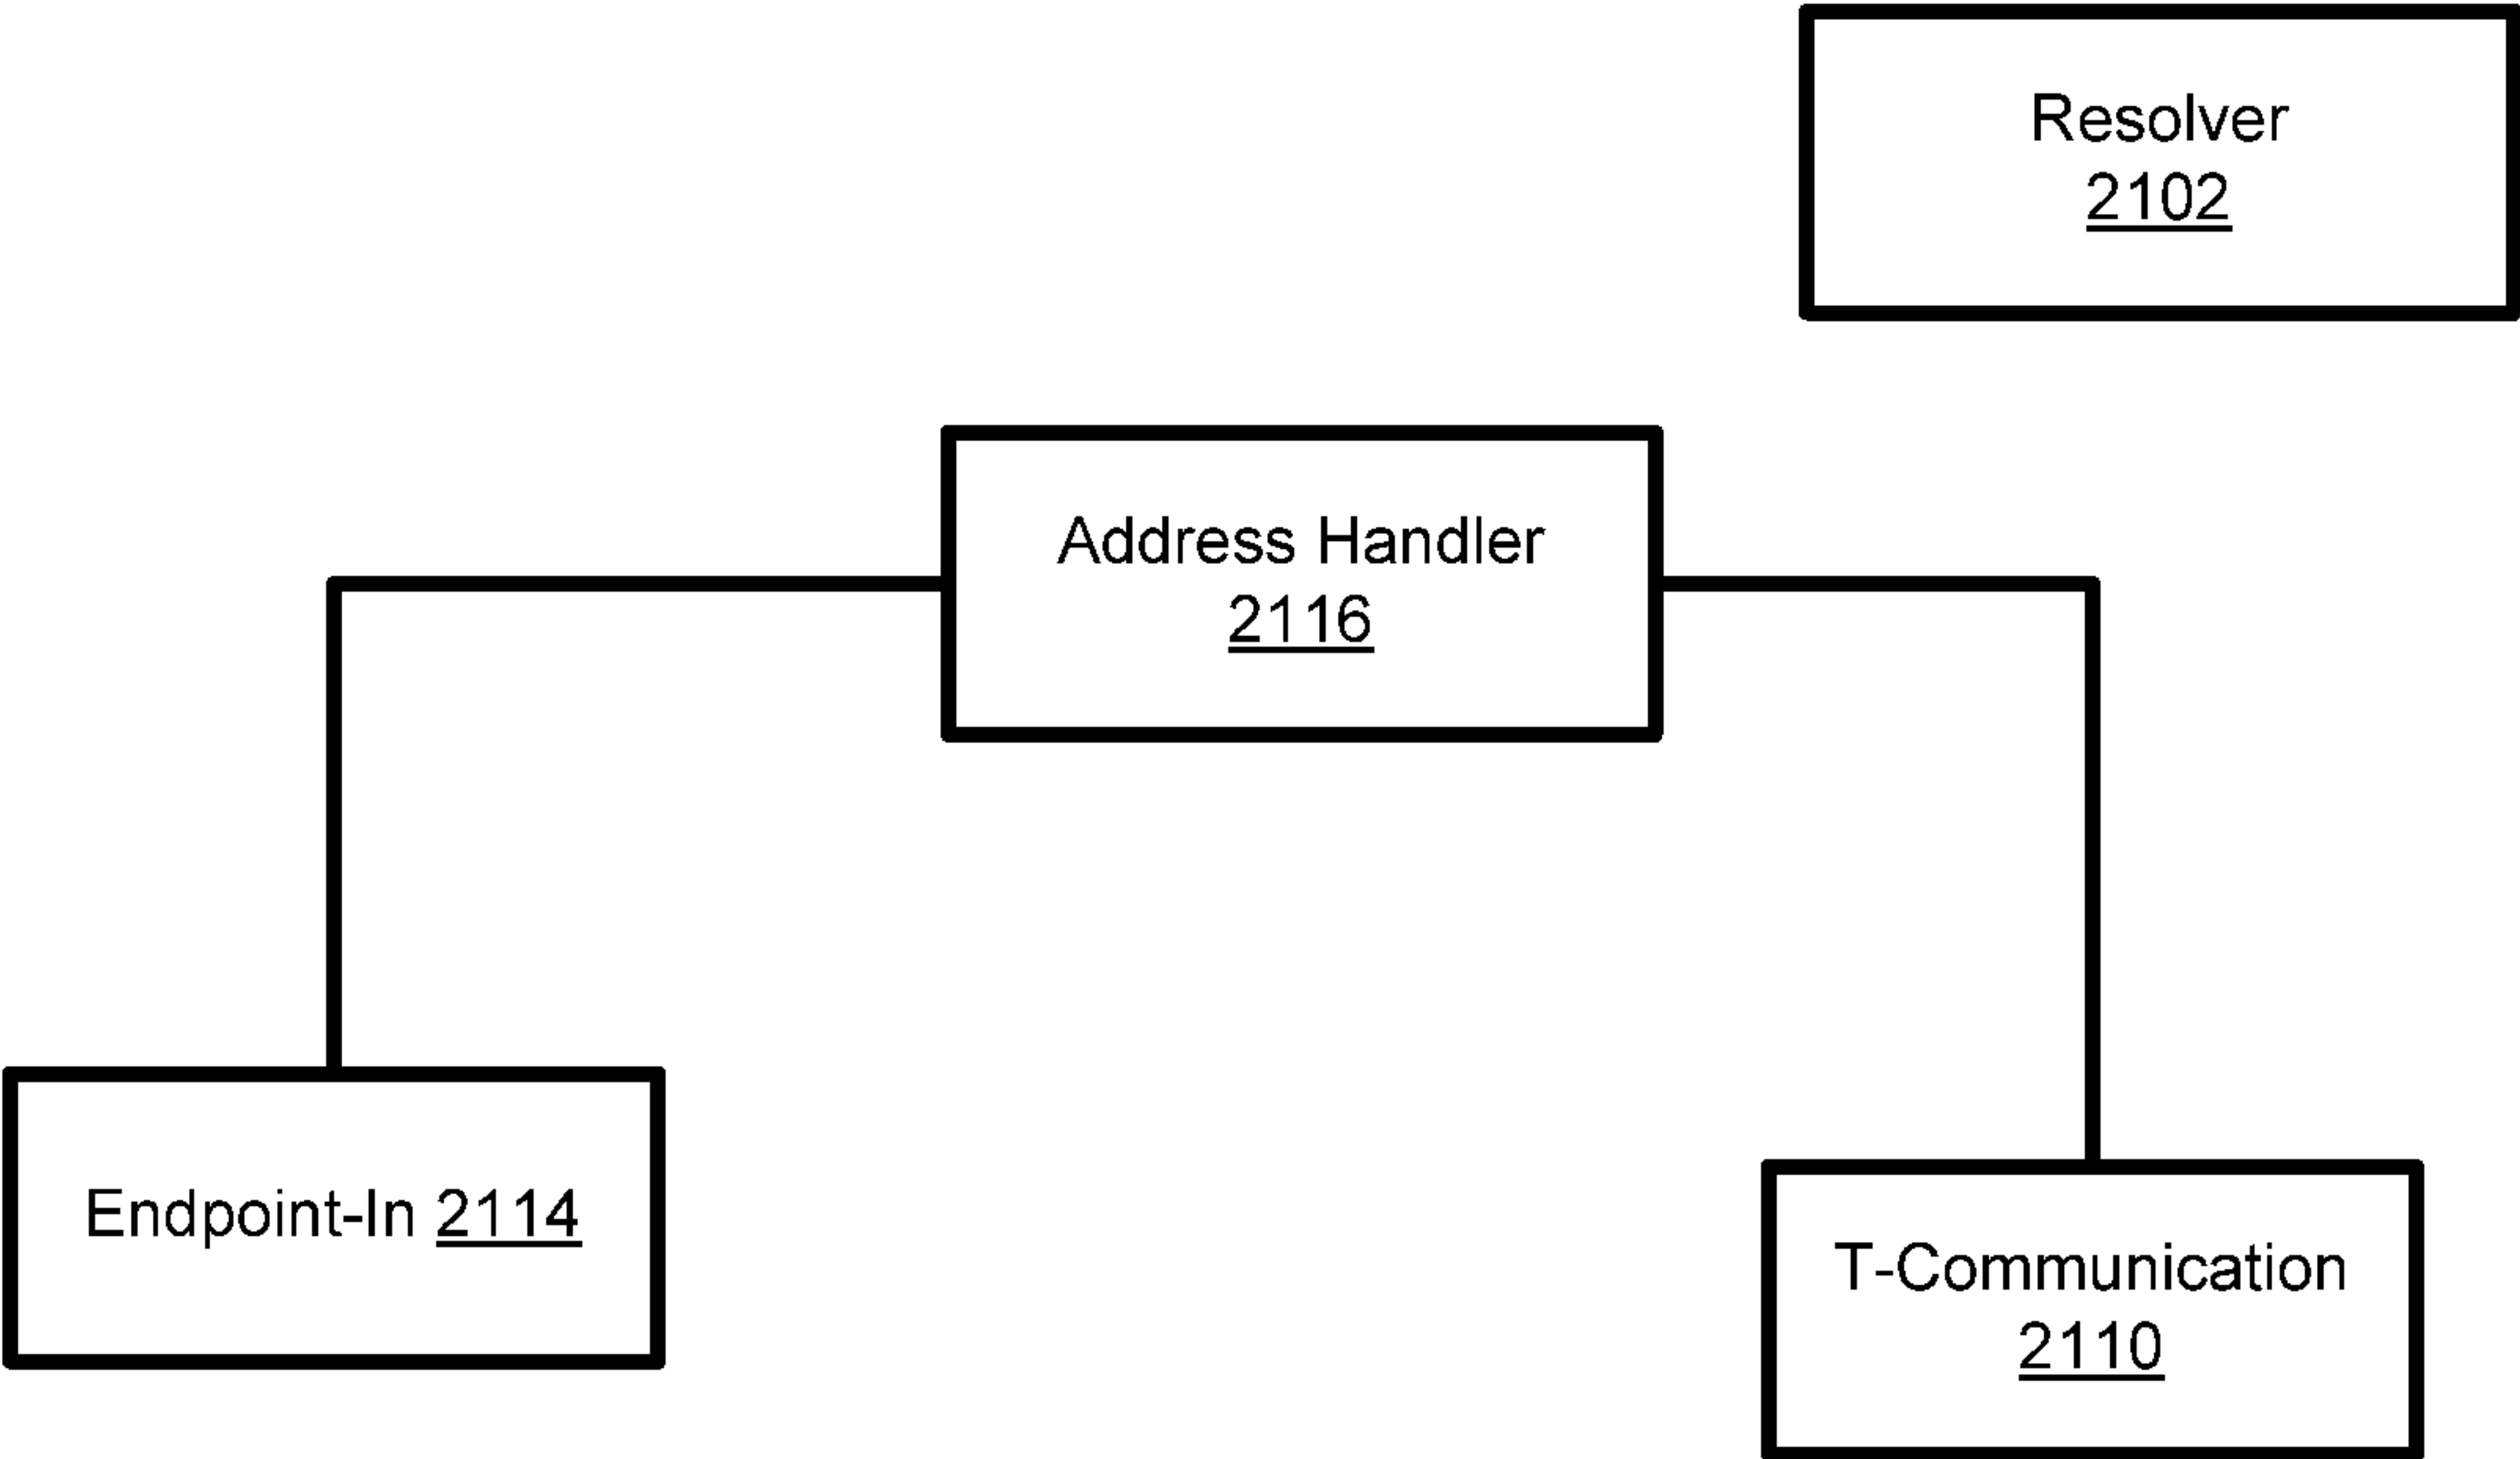 Resolver
2102
Address Handler
2116
Endpoint-In 2114
T-Communication
2110